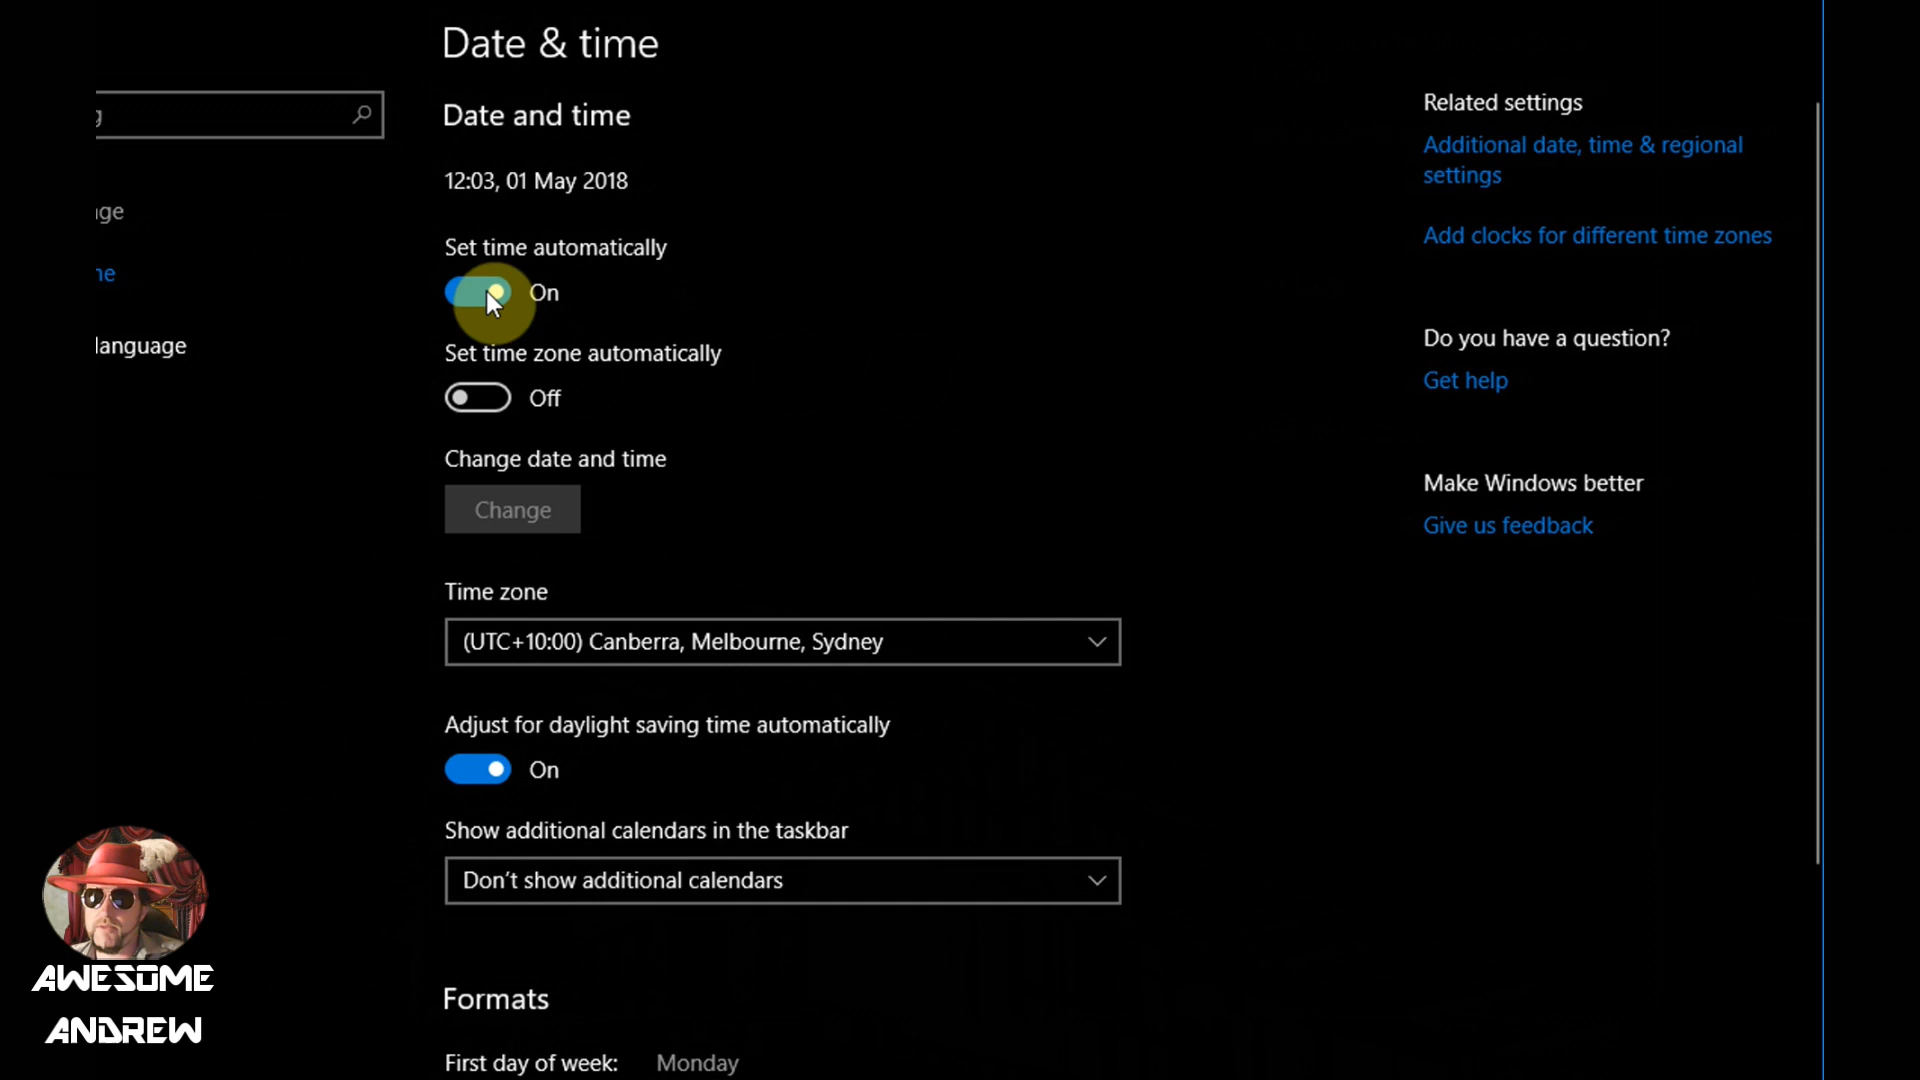 Date & time
Date and time
12:03, 01 May 2018
Set time automatically
On
Set time zone automatically
Off
Change date and time
Change
Time zone
(UTC+10:00) Canberra, Melbourne, Sydney
Adjust for daylight saving time automatically
On
Show additional calendars in the taskbar
Don't show additional calendars
Formats
First day of week: Monday
language
Related settings
Additional date, time & regional
settings
Add clocks for different time zones
Do you have a question?
Get help
Make Windows better
Give us feedback
AWESOME
ANDREW